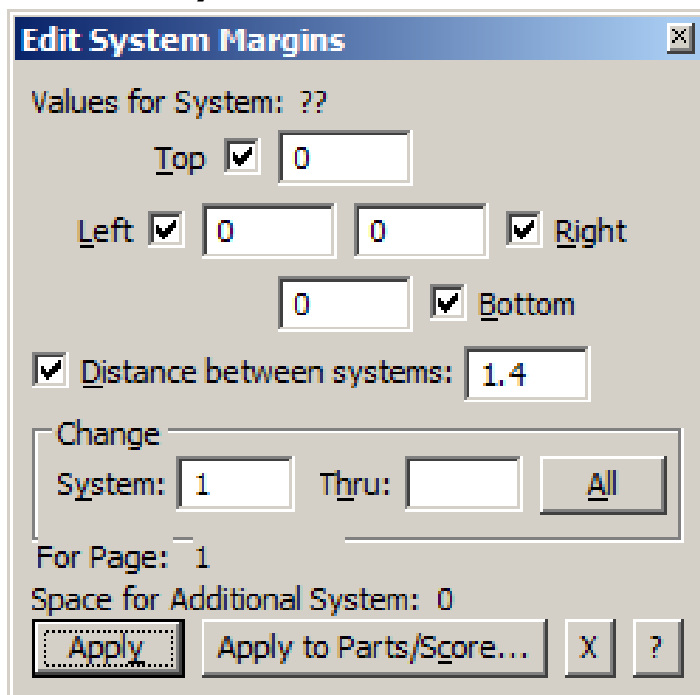 Edit System Margins
Values for System: ??
Top 0
Left 0 0 Right
0 Bottom
Distance between systems: 1.4
Change
System: 1 Thru: All
For Page: 1
Space for Additional System: 0
Apply Apply to Parts/Score... X ?